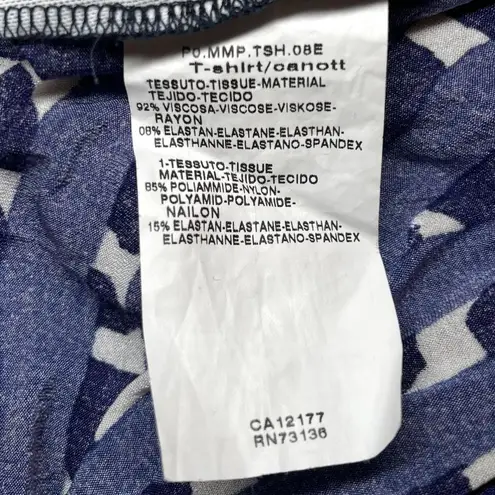 P0.MMP.TSH.08E
T-shirt/canott
TESSUTO-TISSUE-MATERIAL
TEJIDO-TECIDO
92% VISCOSA-VISCOSE-VISKOSE-
RAYON
08% ELASTAN-ELASTANE-ELASTHAN-
ELASTHANNE-ELASTANO-SPANDEX
1-TESSUTO-TISSUE
MATERIAL-TEJIDO-TECIDO
85% POLIAMMIDE-NYLON-
POLYAMID-POLYAMIDE-
NAILON
15% ELASTAN-ELASTANE-ELASTHAN-
ELASTHANNE-ELASTANO-SPANDEX
CA12177
RN73136